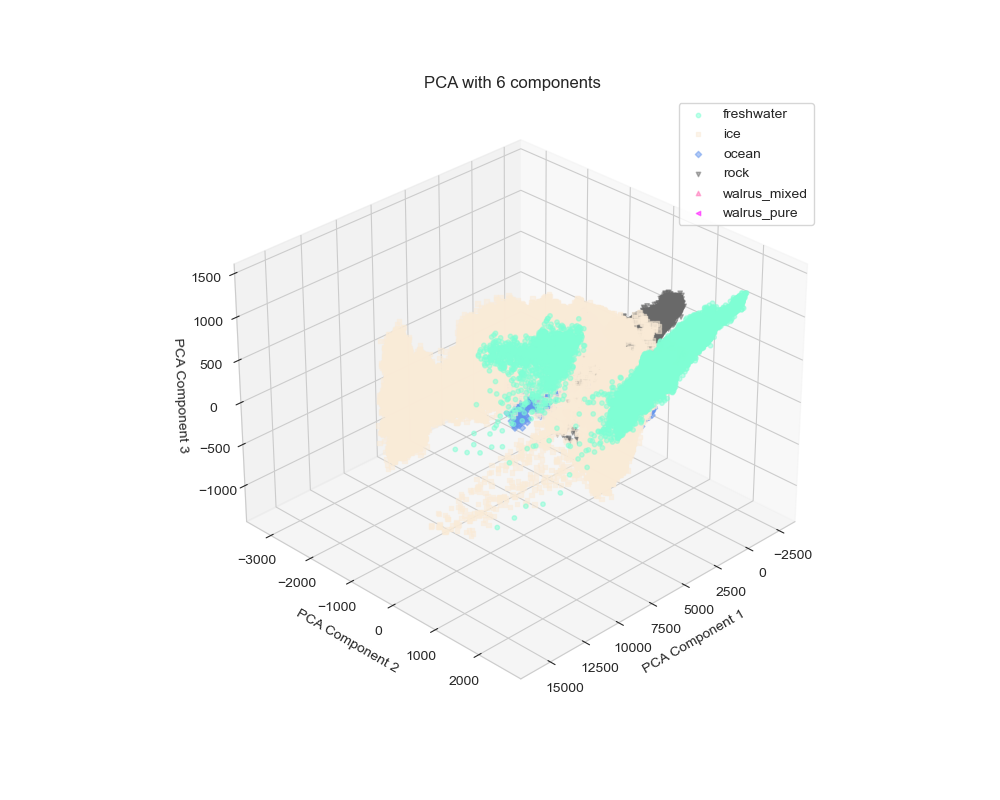 PCA with 6 components
freshwater
ice
ocean
rock
walrus_mixed
walrus_pure
1500
1000
500
0
−500
−1000
PCA Component 3
−3000
−2000
−1000
0
1000
2000
PCA Component 2
−2500
0
2500
5000
7500
10000
12500
15000
PCA Component 1